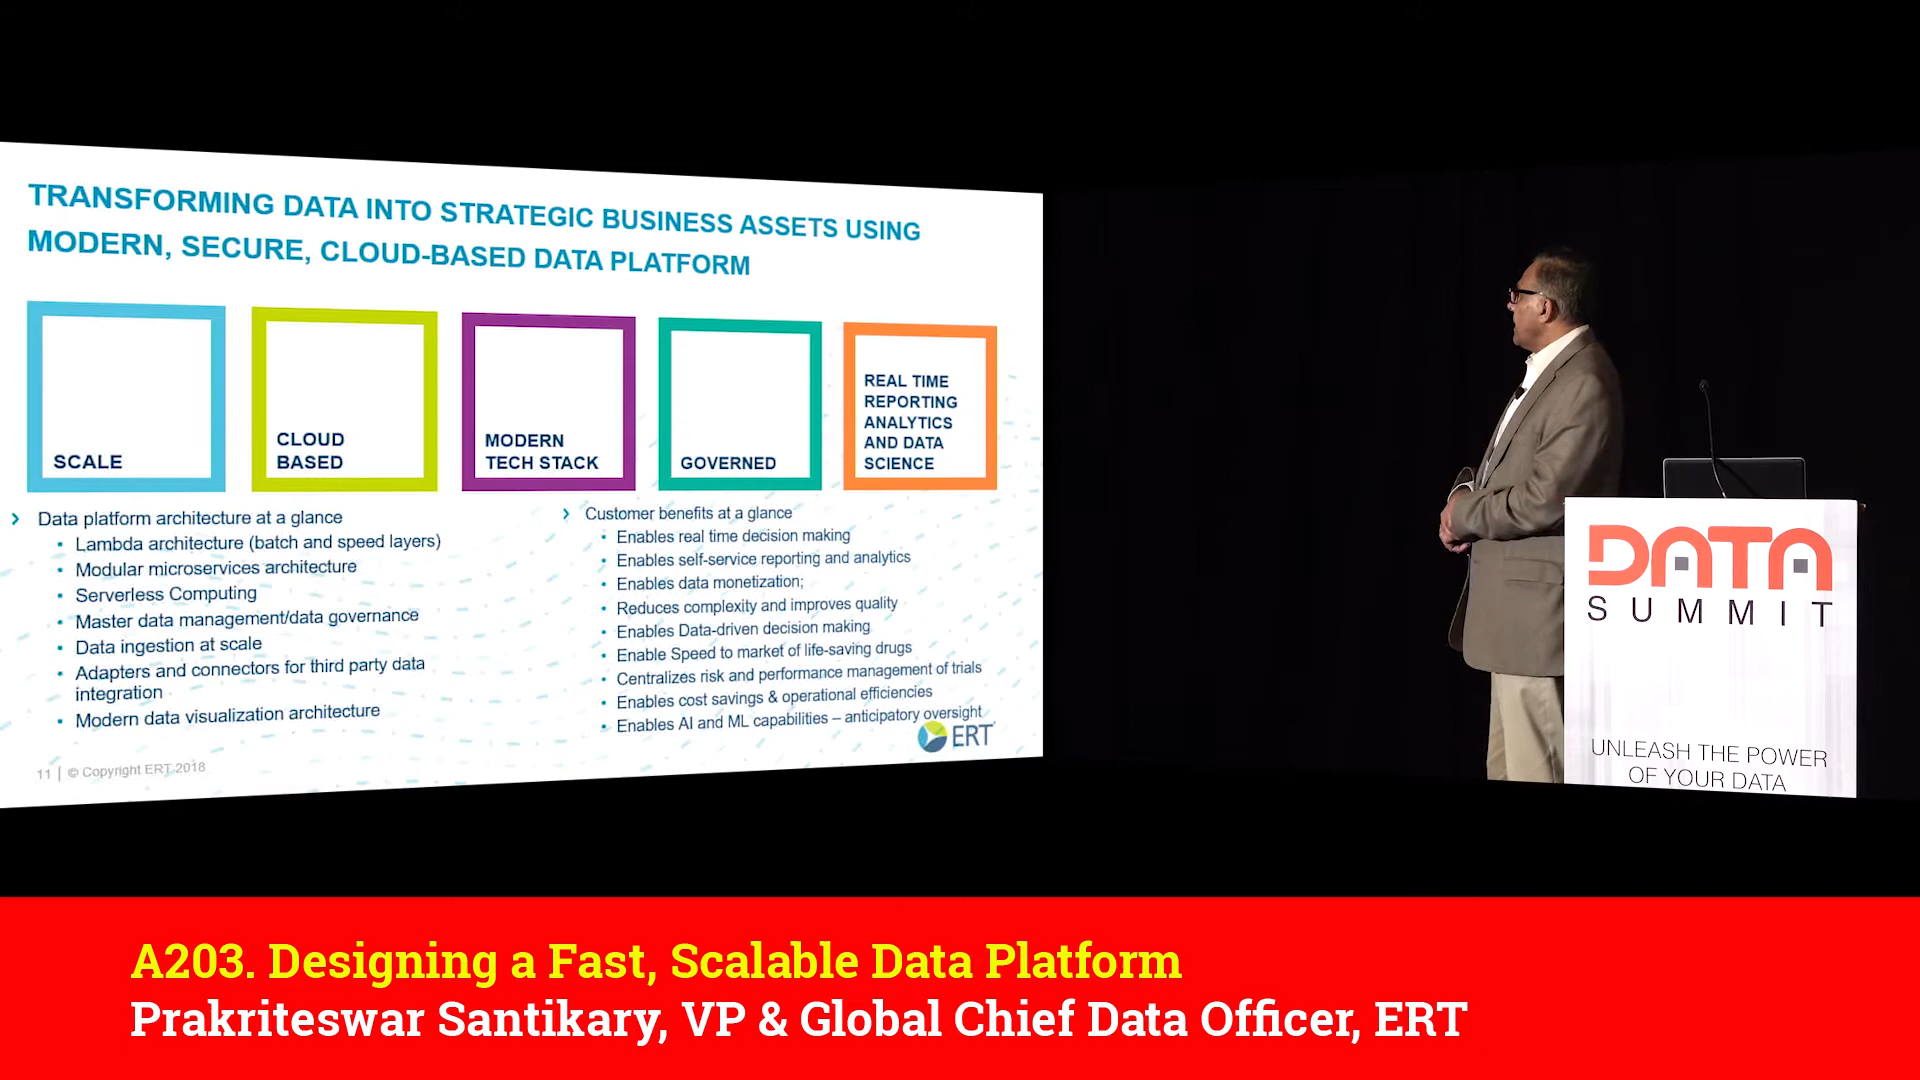 TRANSFORMING DATA INTO STRATEGIC BUSINESS ASSETS USING
MODERN, SECURE, CLOUD-BASED DATA PLATFORM
SCALE
CLOUD
BASED
MODERN
TECH STACK
GOVERNED
REAL TIME
REPORTING
ANALYTICS
AND DATA
SCIENCE
Data platform architecture at a glance
Lambda architecture (batch and speed layers)
Modular microservices architecture
Serverless Computing
Master data management/data governance
Data ingestion at scale
Adapters and connectors for third party data
integration
Modern data visualization architecture
Customer benefits at a glance
Enables real time decision making
Enables self-service reporting and analytics
Enables data monetization;
Reduces complexity and improves quality
Enables Data-driven decision making
Enable Speed to market of life-saving drugs
Centralizes risk and performance management of trials
Enables cost savings & operational efficiencies
Enables AI and ML capabilities – anticipatory oversight
ERT
11 | © Copyright ERT 2018
DATA
SUMMIT
UNLEASH THE POWER
OF YOUR DATA
A203. Designing a Fast, Scalable Data Platform
Prakriteswar Santikary, VP & Global Chief Data Officer, ERT